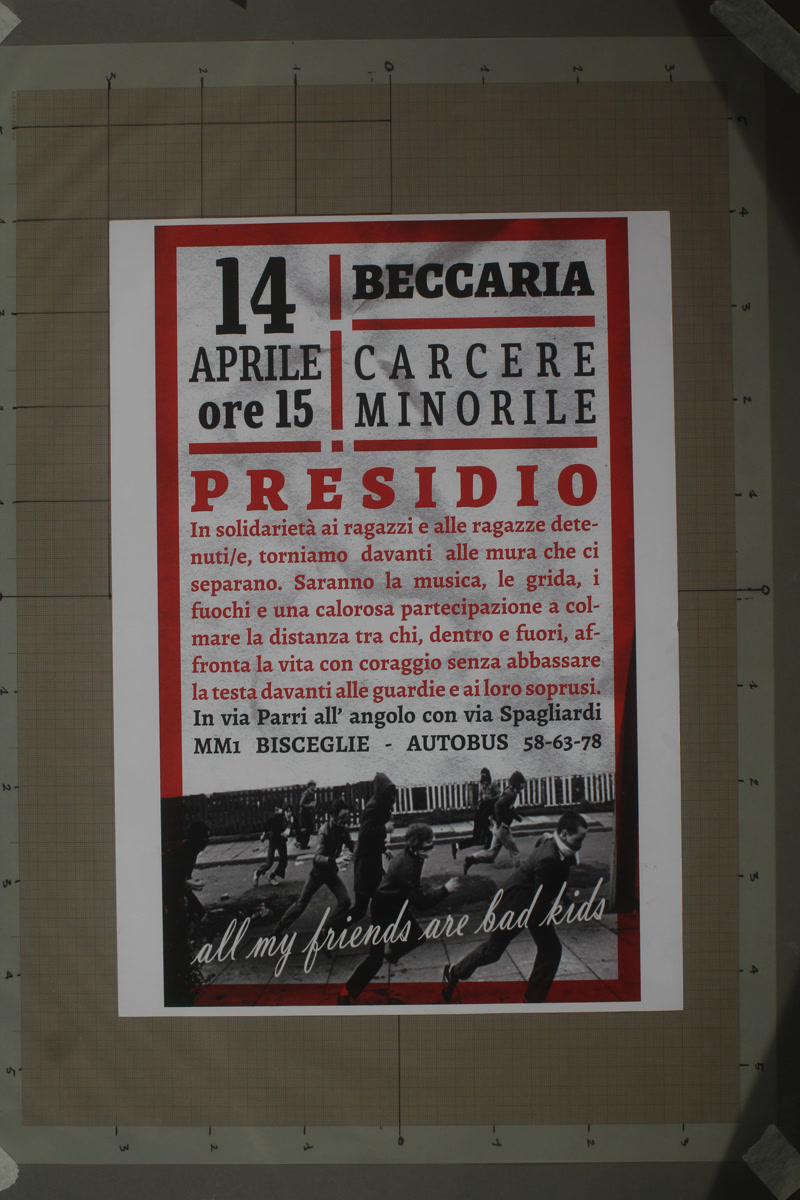 14
APRILE
ore 15
BECCARIA
CARCERE
MINORILE
PRESIDIO
In solidarietà ai ragazzi e alle ragazze dete-
nuti/e, torniamo davanti alle mura che ci
separano. Saranno la musica, le grida, i
fuochi e una calorosa partecipazione a col-
mare la distanza tra chi, dentro e fuori, af-
fronta la vita con coraggio senza abbassare
la testa davanti alle guardie e ai loro soprusi.
In via Parri all' angolo con via Spagliardi
MM1 BISCEGLIE - AUTOBUS 58-63-78
all my friends are bad kids